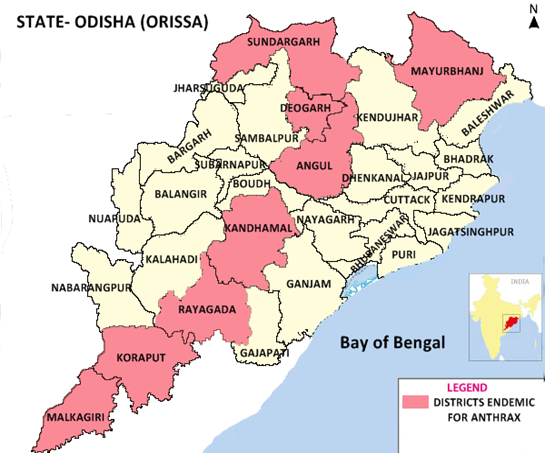 STATE- ODISHA (ORISSA)
N
SUNDARGARH
MAYURBHANJ
JHARSUGUDA
DEOGARH
KENDUJHAR
BALESHWAR
BARGARH
SAMBALPUR
SUBARNAPUR
ANGUL
BHADRAK
DHENKANAL
JAJPUR
BOUDH
BALANGIR
CUTTACK
KENDRAPUR
NUAPUDA
NAYAGARH
KANDHAMAL
JAGATSINGHPUR
BHUBANESWAR
PURI
KALAHADI
NABARANGPUR
GANJAM
INDIA
RAYAGADA
Bay of Bengal
KORAPUT
GAJAPATI
LEGEND
DISTRICTS ENDEMIC
FOR ANTHRAX
MALKAGIRI